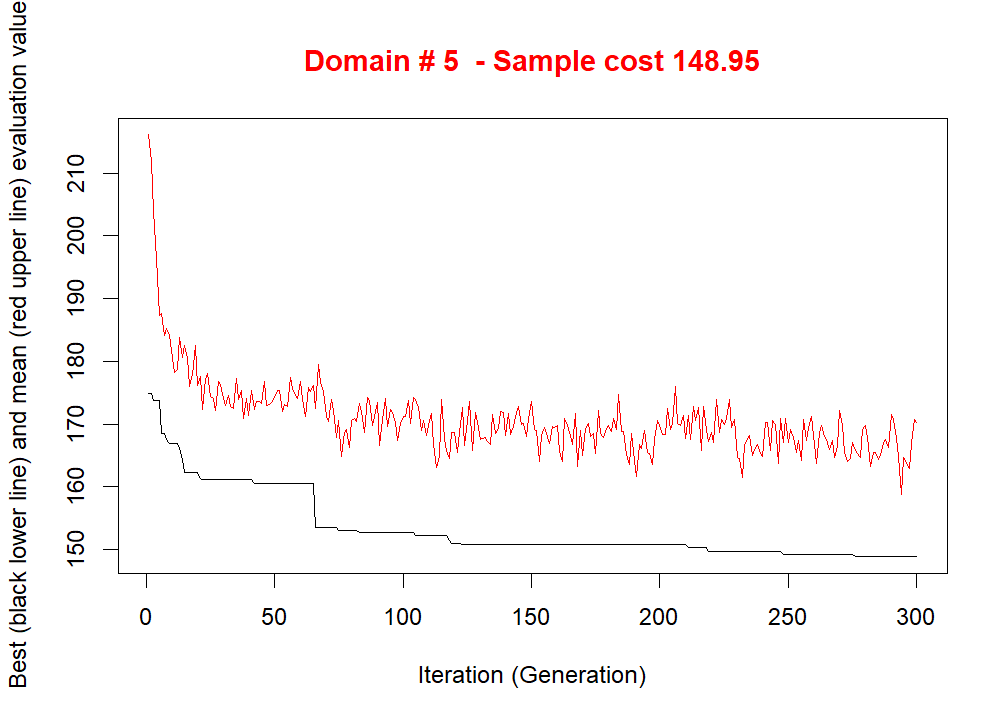 Domain # 5  - Sample cost 148.95
Best (black lower line) and mean (red upper line) evaluation value
210
200
190
180
170
160
150
0 50 100 150 200 250 300
Iteration (Generation)